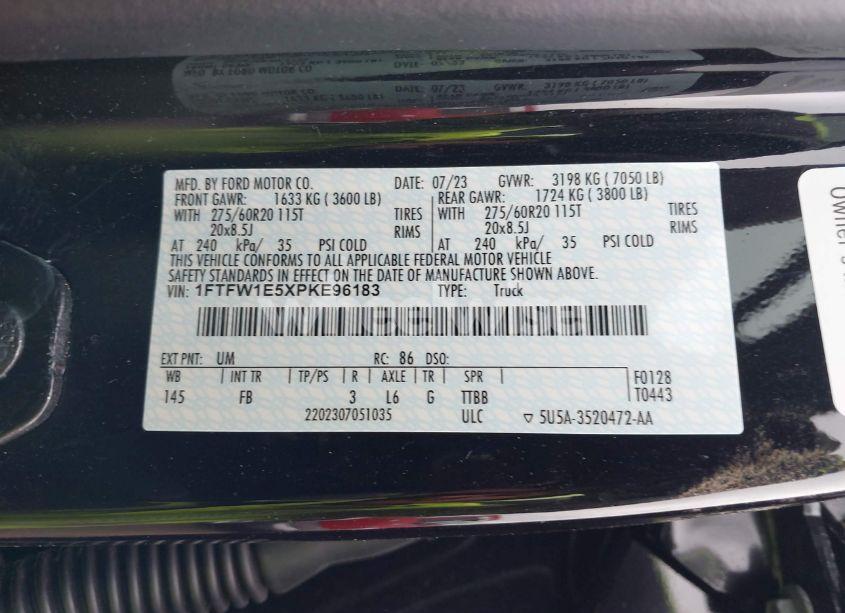 MFD. BY FORD MOTOR CO. DATE: 07/23 GVWR: 3198 KG ( 7050 LB)
FRONT GAWR: 1633 KG ( 3600 LB) REAR GAWR: 1724 KG ( 3800 LB)
WITH 275/60R20 115T TIRES WITH 275/60R20 115T TIRES
20x8.5J RIMS 20x8.5J RIMS
AT 240 kPa/ 35 PSI COLD AT 240 kPa/ 35 PSI COLD
THIS VEHICLE CONFORMS TO ALL APPLICABLE FEDERAL MOTOR VEHICLE
SAFETY STANDARDS IN EFFECT ON THE DATE OF MANUFACTURE SHOWN ABOVE.
VIN: 1FTFW1E5XPKE96183 TYPE: Truck
EXT PNT: UM RC: 86 DSO:
WB INT TR TP/PS R AXLE TR SPR F0128
145 FB 3 L6 G TTBB T0443
2202307051035 ULC ▽ 5U5A-3520472-AA